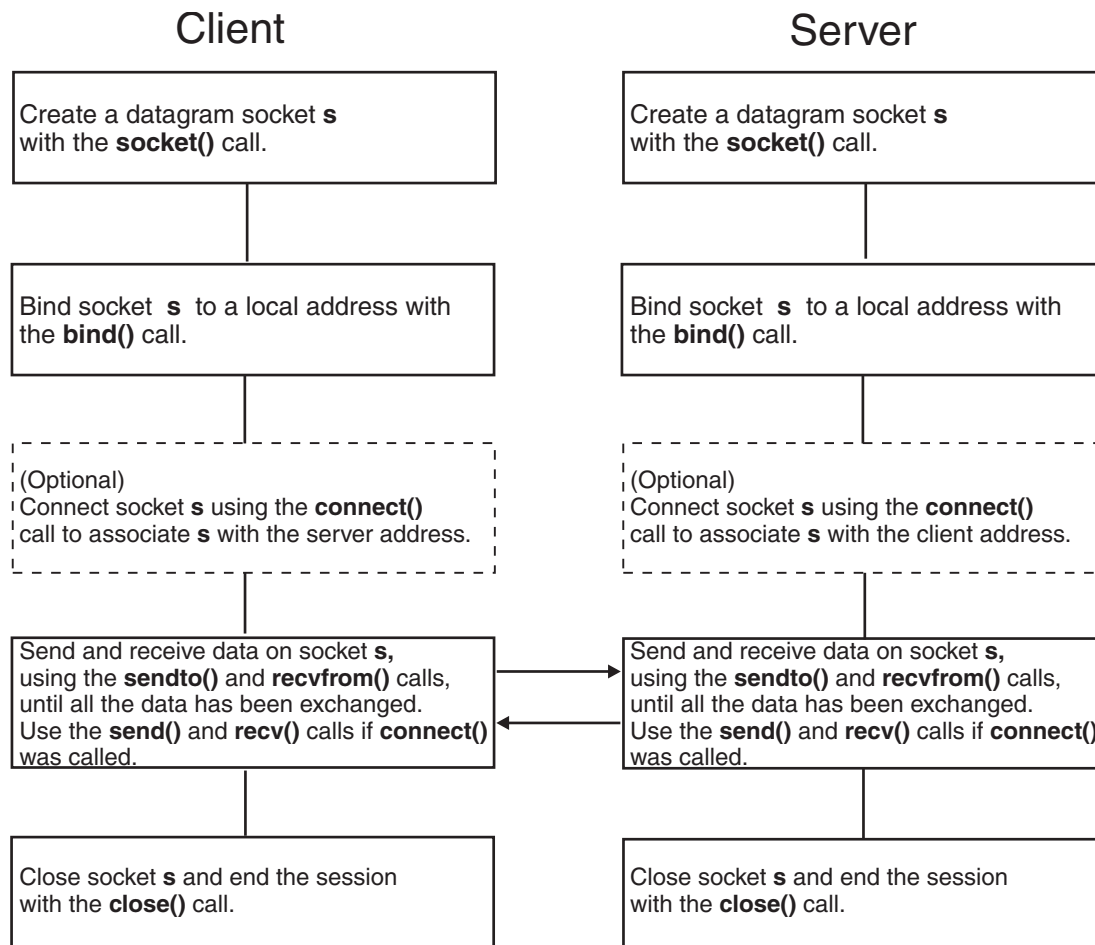 Client
Create a datagram socket s
with the socket() call.
Bind socket s to a local address with
the bind() call.
(Optional)
Connect socket s using the connect()
call to associate s with the server address.
Send and receive data on socket s,
using the sendto() and recvfrom() calls,
until all the data has been exchanged.
Use the send() and recv() calls if connect()
was called.
Close socket s and end the session
with the close() call.
Server
Create a datagram socket s
with the socket() call.
Bind socket s to a local address with
the bind() call.
(Optional)
Connect socket s using the connect()
call to associate s with the client address.
Send and receive data on socket s,
using the sendto() and recvfrom() calls,
until all the data has been exchanged.
Use the send() and recv() calls if connect()
was called.
Close socket s and end the session
with the close() call.